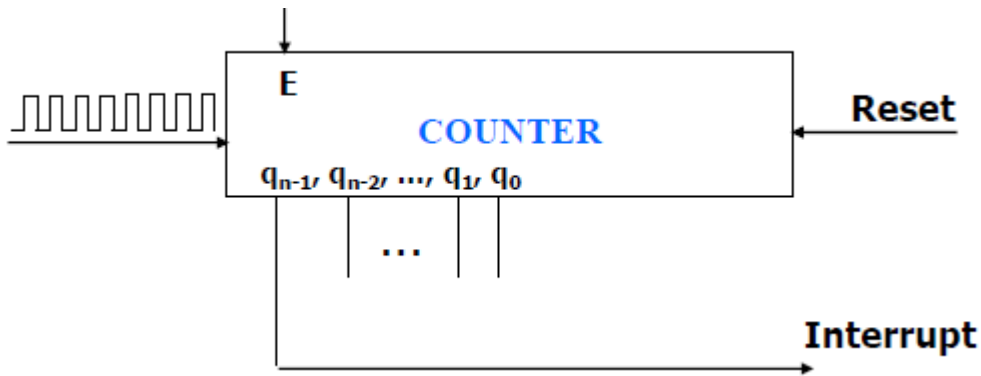 E
Reset
COUNTER
qn-1, qn-2, ..., q1, q0
...
Interrupt